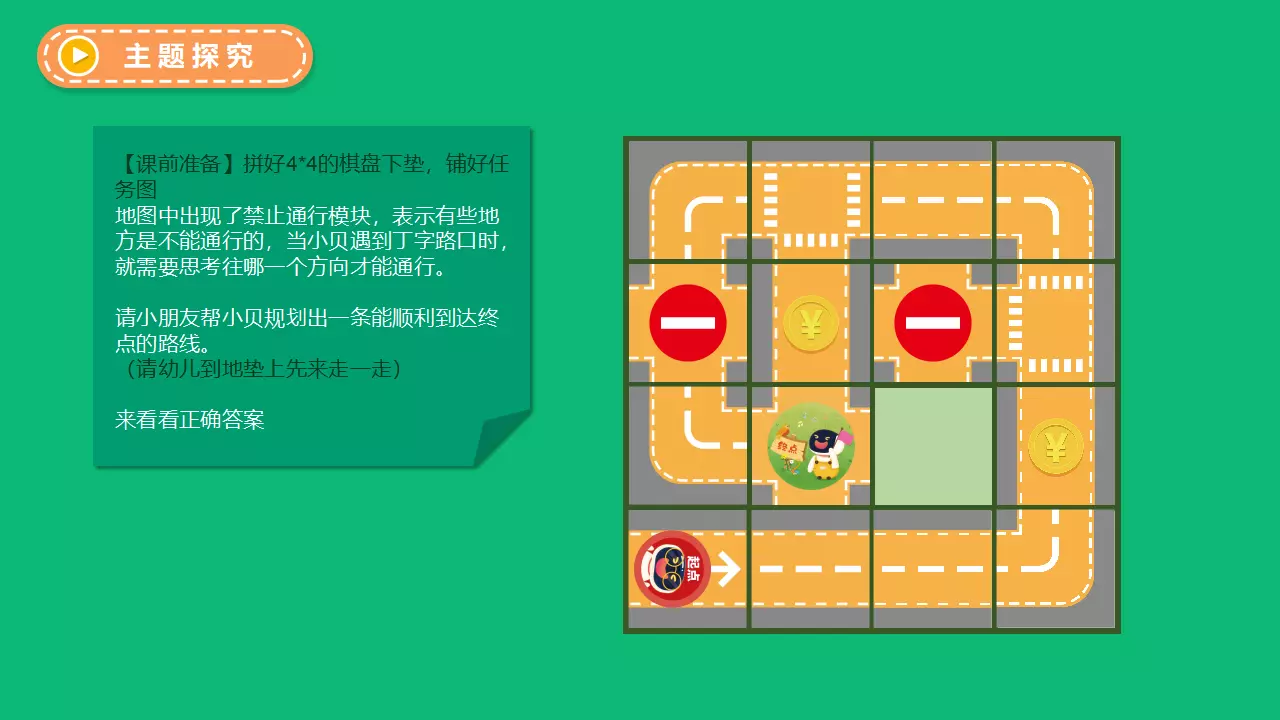 主题探究
【课前准备】拼好4*4的棋盘下垫，铺好任
务图
地图中出现了禁止通行模块，表示有些地
方是不能通行的，当小贝遇到丁字路口时，
就需要思考往哪一个方向才能通行。
请小朋友帮小贝规划出一条能顺利到达终
点的路线。
（请幼儿到地垫上先来走一走）
来看看正确答案
¥
¥
终点
起点